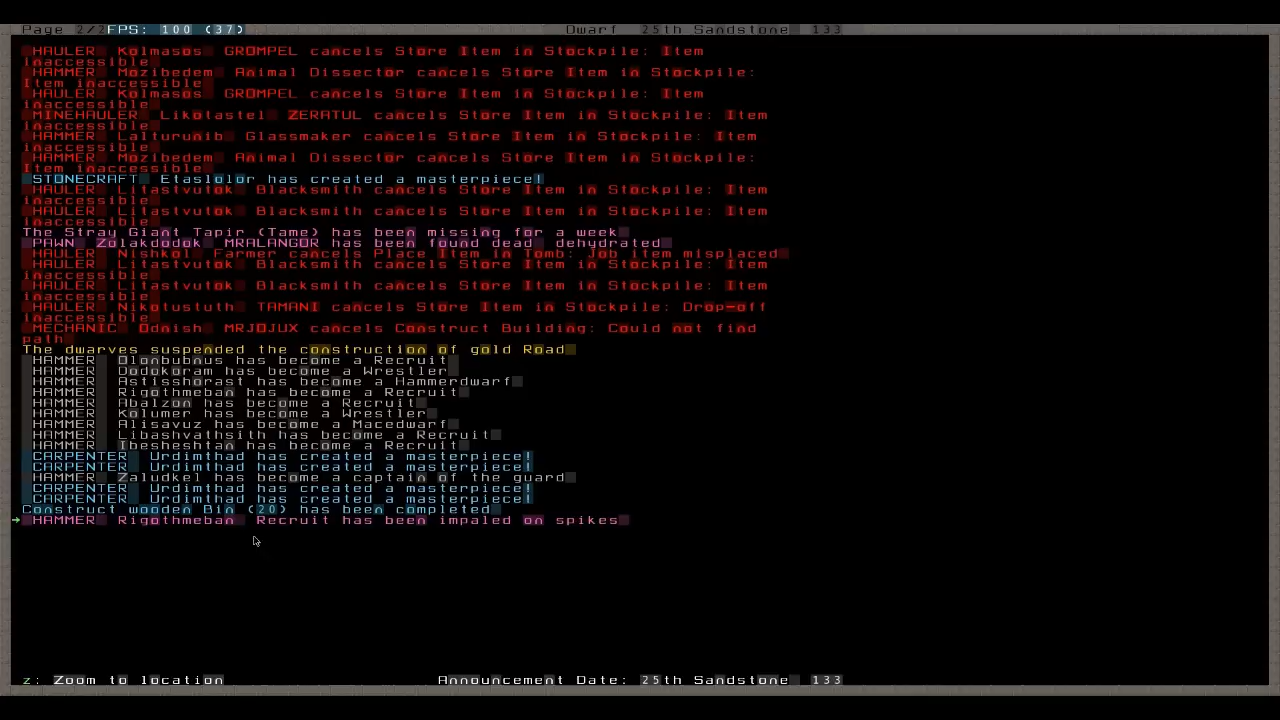 Page 2/2 FPS: 100 (37) Dwarf 25th Sandstone 133
HAULER Kolmasos GROMPEL cancels Store Item in Stockpile: Item
inaccessible
HAMMER Mozibedem Animal Dissector cancels Store Item in Stockpile:
Item inaccessible
HAULER Kolmasos GROMPEL cancels Store Item in Stockpile: Item
inaccessible
MINEHAULER Likotastel ZERATUL cancels Store Item in Stockpile: Item
inaccessible
HAMMER Lalturunib Glassmaker cancels Store Item in Stockpile: Item
inaccessible
HAMMER Mozibedem Animal Dissector cancels Store Item in Stockpile:
Item inaccessible
STONECRAFT Etaslolor has created a masterpiece!
HAULER Litastvutok Blacksmith cancels Store Item in Stockpile: Item
inaccessible
HAULER Litastvutok Blacksmith cancels Store Item in Stockpile: Item
inaccessible
The Stray Giant Tapir (Tame) has been missing for a week
PAWN Zolakdodok MRALANGOR has been found dead dehydrated
HAULER Nishkol Farmer cancels Place Item in Tomb: Job item misplaced
HAULER Litastvutok Blacksmith cancels Store Item in Stockpile: Item
inaccessible
HAULER Litastvutok Blacksmith cancels Store Item in Stockpile: Item
inaccessible
HAULER Nikotustuth TAMANI cancels Store Item in Stockpile: Drop-off
inaccessible
MECHANIC Odnish MRJOJUX cancels Construct Building: Could not find
path
The dwarves suspended the construction of gold Road
HAMMER Olonbubnus has become a Recruit
HAMMER Dodokoram has become a Wrestler
HAMMER Astisshorast has become a Hammerdwarf
HAMMER Rigothmeban has become a Recruit
HAMMER Abalzon has become a Recruit
HAMMER Kolumer has become a Wrestler
HAMMER Alisavuz has become a Macedwarf
HAMMER Libashvathsith has become a Recruit
HAMMER Ibesheshtan has become a Recruit
CARPENTER Urdimthad has created a masterpiece!
CARPENTER Urdimthad has created a masterpiece!
HAMMER Zaludkel has become a captain of the guard
CARPENTER Urdimthad has created a masterpiece!
CARPENTER Urdimthad has created a masterpiece!
Construct wooden Bin (20) has been completed
HAMMER Rigothmeban Recruit has been impaled on spikes
z: Zoom to location Announcement Date: 25th Sandstone 133